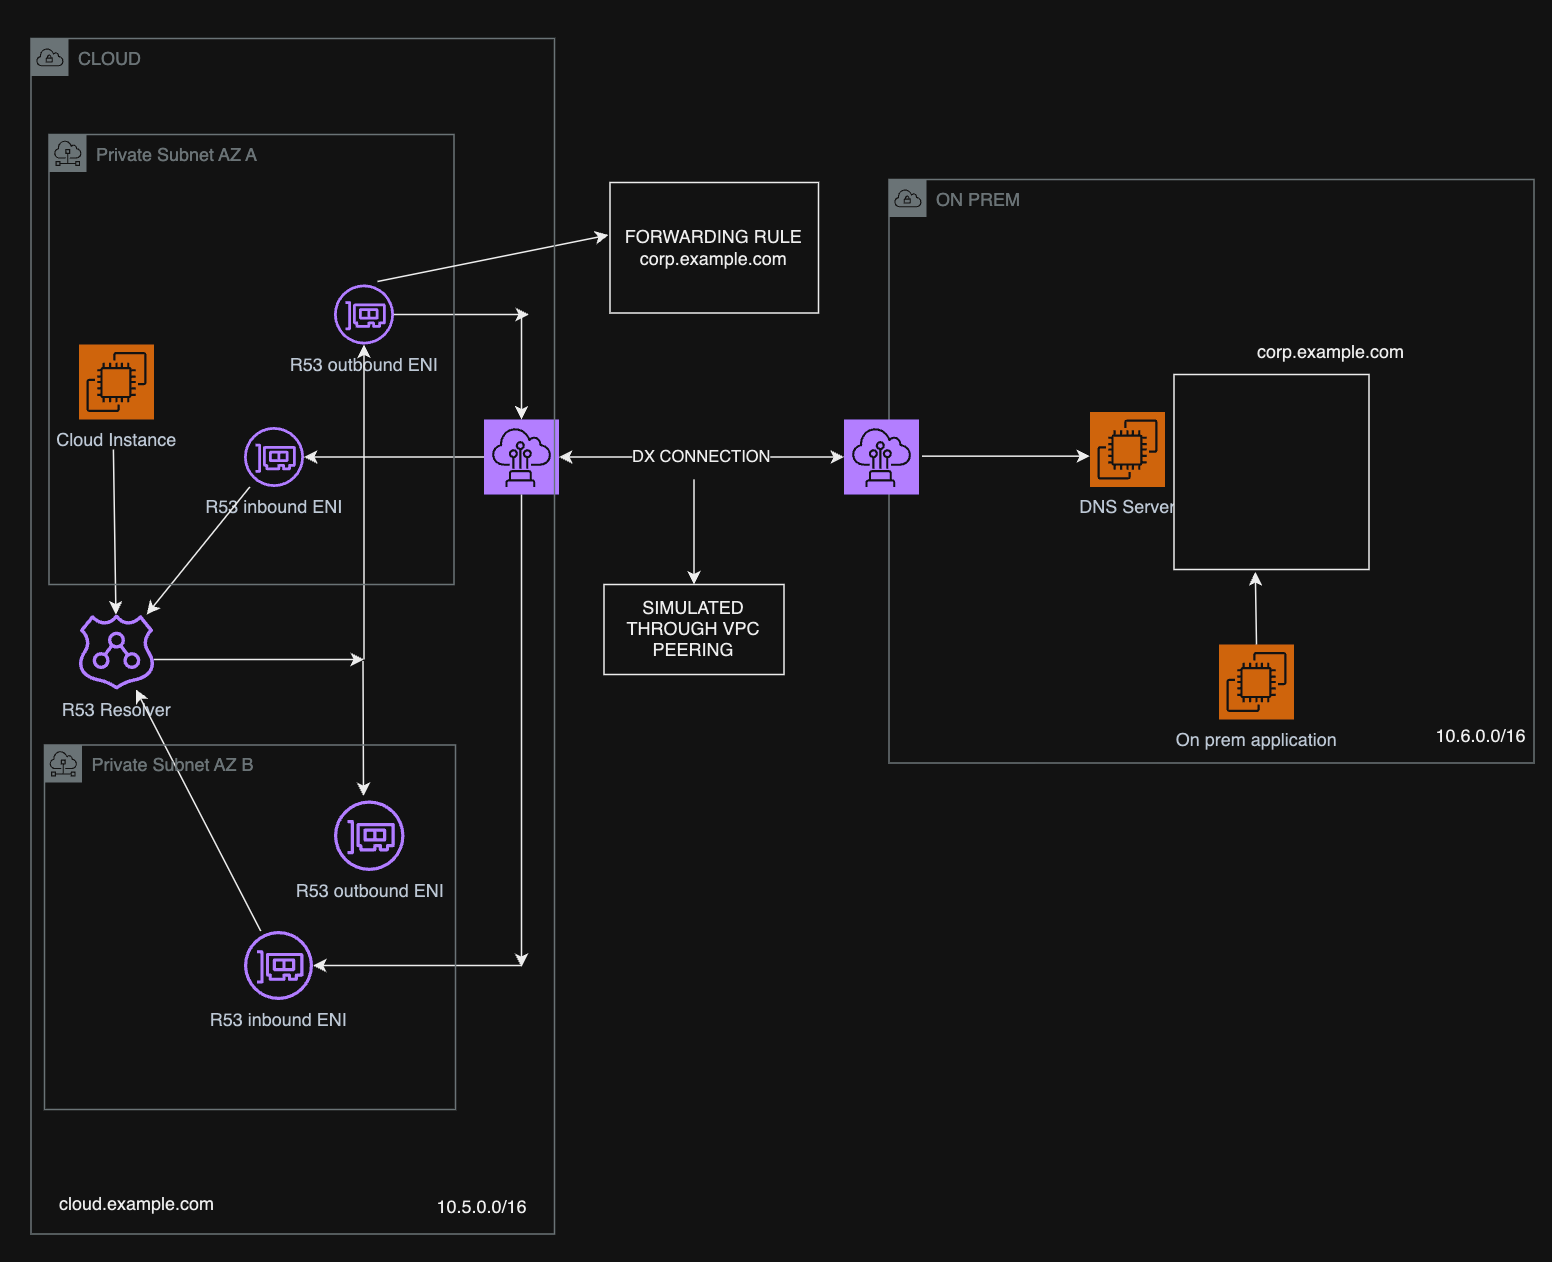 CLOUD
Private Subnet AZ A
FORWARDING RULE
corp.example.com
ON PREM
R53 outbound ENI
corp.example.com
Cloud Instance
DX CONNECTION
R53 inbound ENI
DNS Server
SIMULATED
THROUGH VPC
PEERING
R53 Resolver
On prem application
10.6.0.0/16
Private Subnet AZ B
R53 outbound ENI
R53 inbound ENI
cloud.example.com
10.5.0.0/16